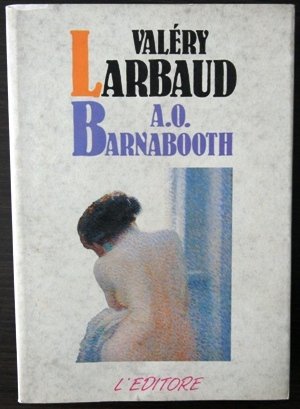 VALÉRY
LARBAUD
A.O.
BARNABOOTH
L'EDITORE